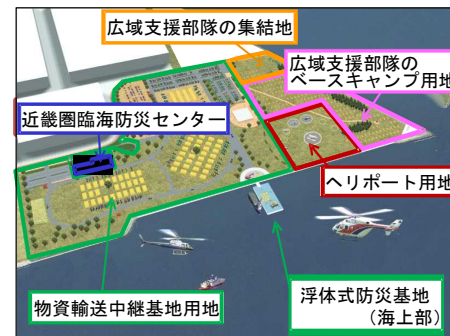 広域支援部隊の集結地
広域支援部隊の
ベースキャンプ用地
近畿圏臨海防災センター
ヘリポート用地
物資輸送中継基地用地
浮体式防災基地
(海上部)